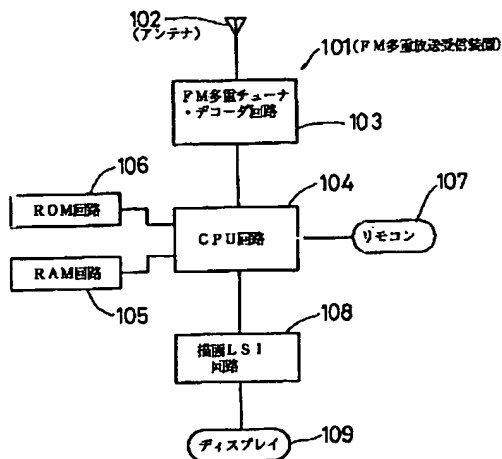 102
(アンテナ)
101(FM多重放送受信装置)
FM多重チューナ
・デコーダ回路
103
106
104
107
ROM回路
CPU回路
リモコン
RAM回路
105
108
描画LSI
回路
ディスプレイ
109